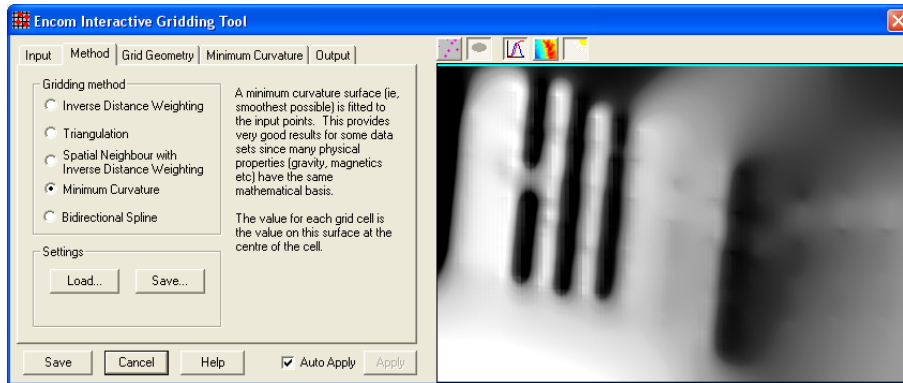 Encom Interactive Gridding Tool
Input Method Grid Geometry Minimum Curvature Output
Gridding method
Inverse Distance Weighting
Triangulation
Spatial Neighbour with
Inverse Distance Weighting
Minimum Curvature
Bidirectional Spline
A minimum curvature surface (ie,
smoothest possible) is fitted to
the input points. This provides
very good results for some data
sets since many physical
properties (gravity, magnetics
etc) have the same
mathematical basis.
The value for each grid cell is
the value on this surface at the
centre of the cell.
Settings
Load... Save...
Save Cancel Help Auto Apply Apply